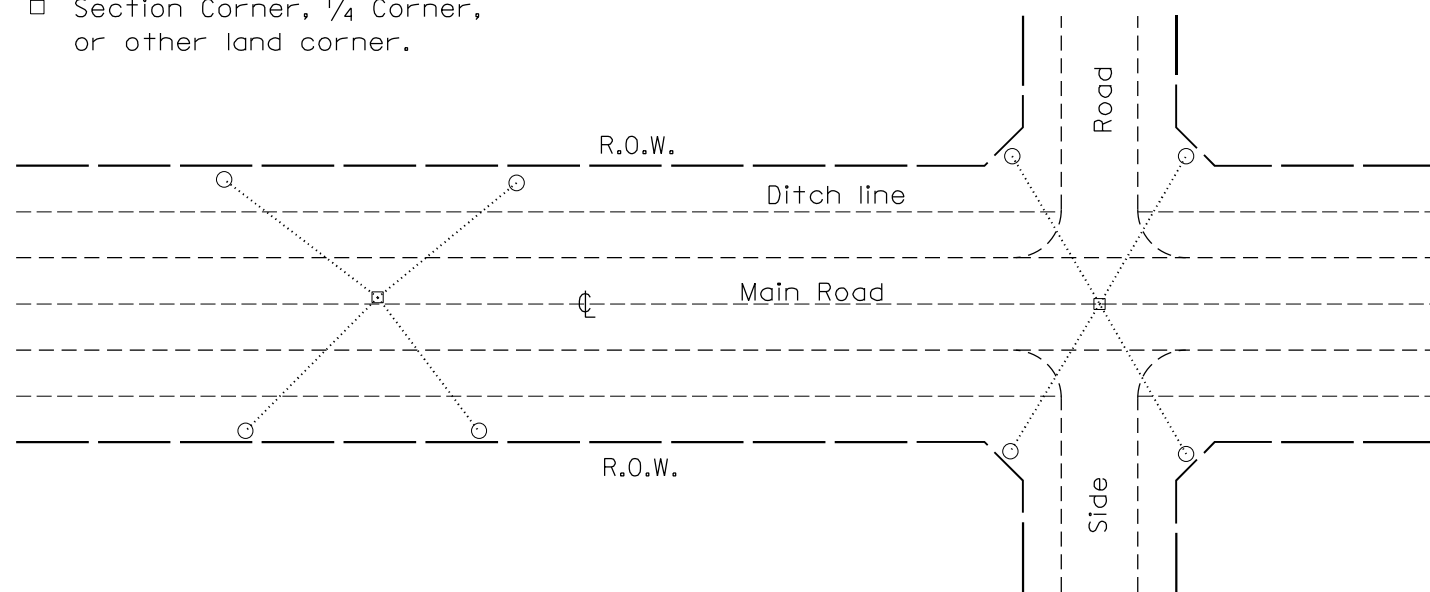 □ Section Corner, 1/4 Corner,
or other land corner.
Road
R.O.W.
Ditch line
Main Road
℄
R.O.W.
Side